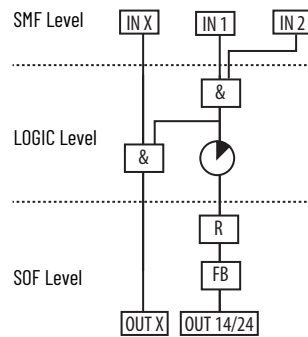 SMF Level
IN X
IN 1
IN 2
&
LOGIC Level
&
R
SOF Level
FB
OUT X
OUT 14/24